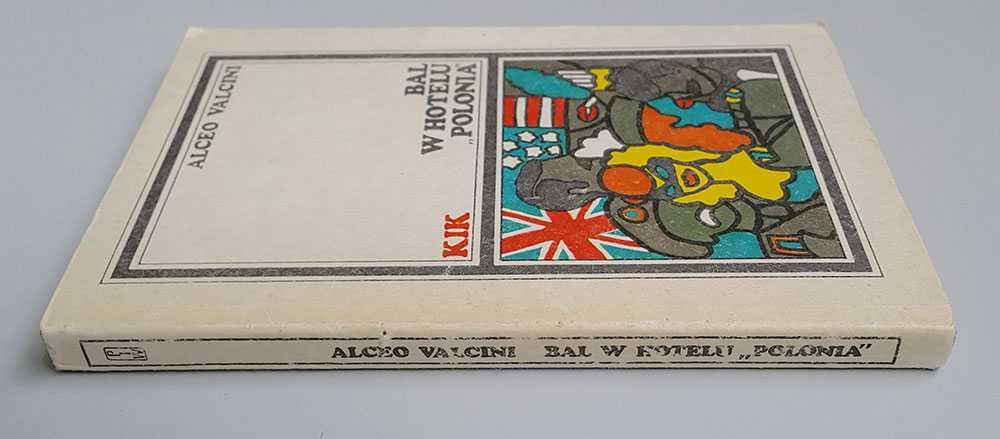 ALCEO VALCINI
BAL
W HOTELU
„POLONIA”
KIK
ALCEO VALCINI BAL W HOTELU „POLONIA”